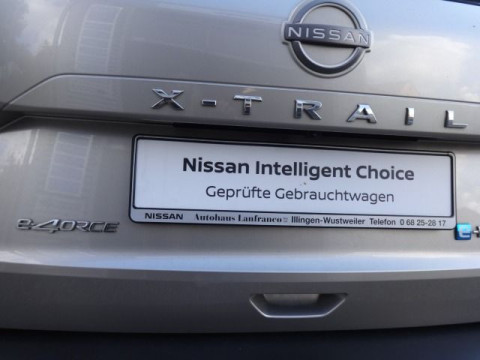 NISSAN
X-TRAIL
Nissan Intelligent Choice
Geprüfte Gebrauchtwagen
NISSAN Autohaus Lanfranco Illingen-Wustweiler Telefon 0 68 25-28 17
e-4ORCE